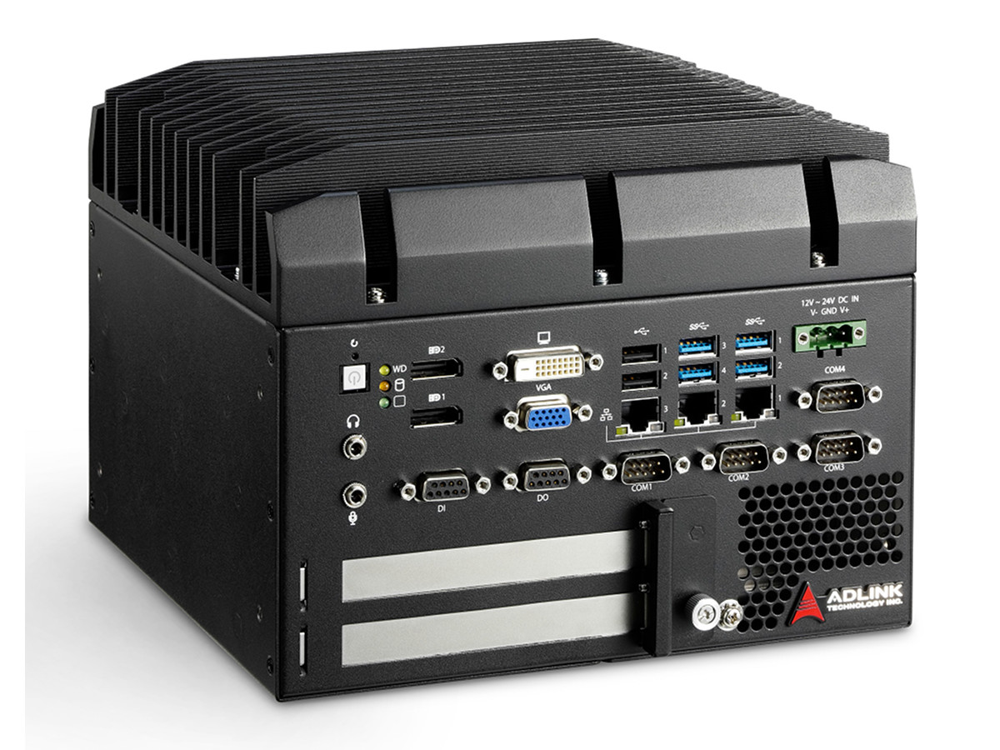 12V ~ 24V DC IN
V- GND V+
2
WD
1
VGA
1
2
3
4
1
2
3
2
1
COM4
DI
DO
COM1
COM2
COM3
ADLINK
TECHNOLOGY INC.